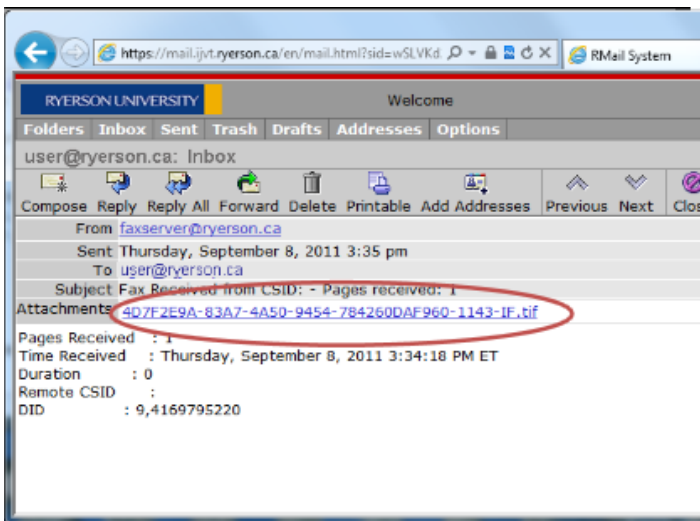 https://mail.ijvt.ryerson.ca/en/mail.html?sid=wSLVKd
RMail System
RYERSON UNIVERSITY
Welcome
Folders Inbox Sent Trash Drafts Addresses Options
user@ryerson.ca: Inbox
Compose Reply Reply All Forward Delete Printable Add Addresses Previous Next Clos
From faxserver@ryerson.ca
Sent Thursday, September 8, 2011 3:35 pm
To user@ryerson.ca
Subject Fax Received from CSID: - Pages received: 1
Attachments 4D7F2E9A-83A7-4A50-9454-784260DAF960-1143-IF.tif
Pages Received : 1
Time Received : Thursday, September 8, 2011 3:34:18 PM ET
Duration : 0
Remote CSID :
DID : 9,4169795220